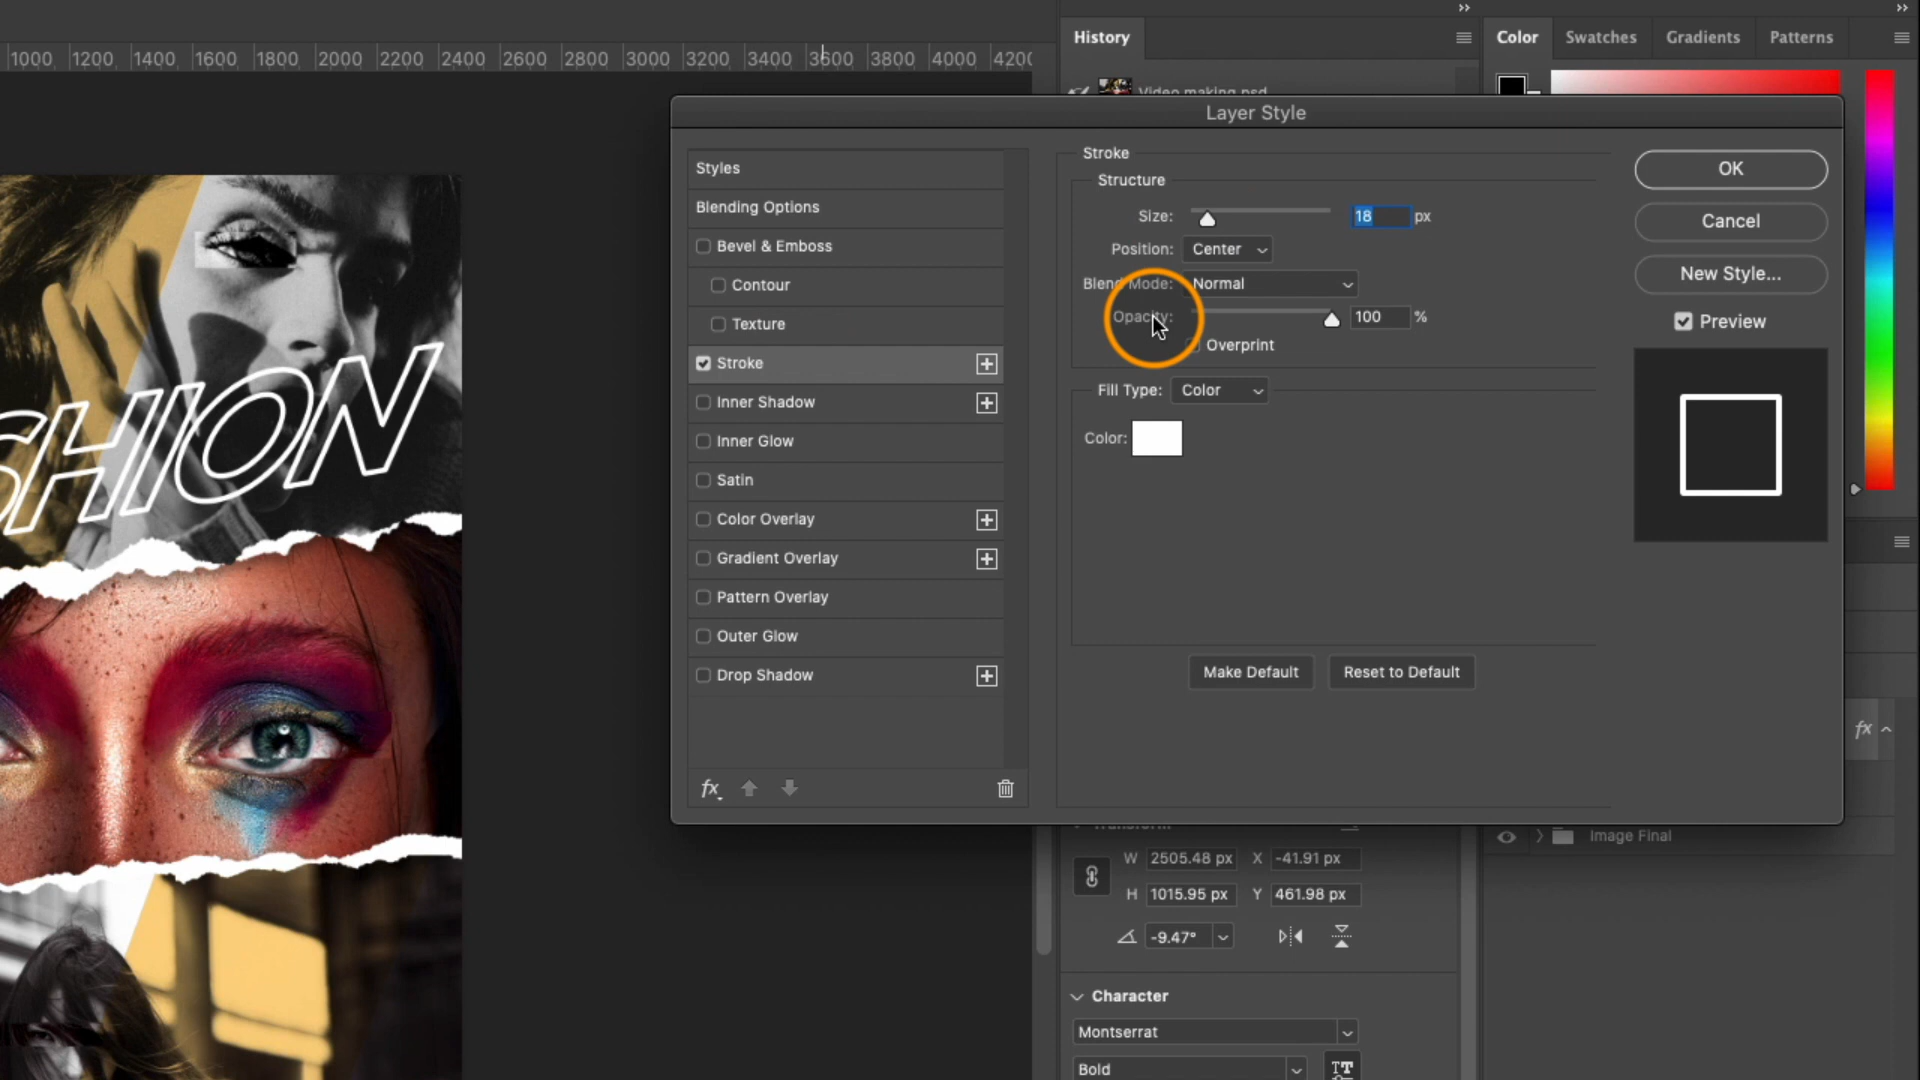 1000 1200 1400 1600 1800 2000 2200 2400 2600 2800 3000 3200 3400 3600 3800 4000 4200
History
Color Swatches Gradients Patterns
Video making.psd
Layer Style
Styles
Blending Options
Bevel & Emboss
Contour
Texture
Stroke
Inner Shadow
Inner Glow
Satin
Color Overlay
Gradient Overlay
Pattern Overlay
Outer Glow
Drop Shadow
fx
Stroke
Structure
Size: 18 px
Position: Center
Blend Mode: Normal
Opacity: 100 %
Overprint
Fill Type: Color
Color:
Make Default Reset to Default
OK
Cancel
New Style...
Preview
SHION
fx
Image Final
Transform
W 2505.48 px X -41.91 px
H 1015.95 px Y 461.98 px
-9.47°
Character
Montserrat
Bold